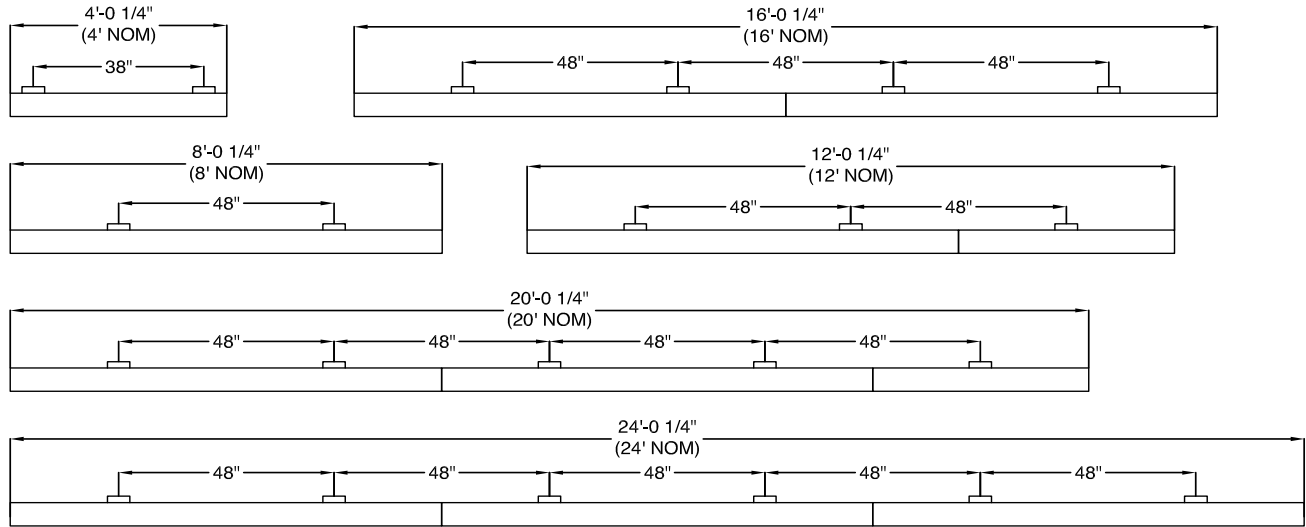 4'-0 1/4"
(4' NOM)
38"
16'-0 1/4"
(16' NOM)
48" 48" 48"
8'-0 1/4"
(8' NOM)
48"
12'-0 1/4"
(12' NOM)
48" 48"
20'-0 1/4"
(20' NOM)
48" 48" 48" 48"
24'-0 1/4"
(24' NOM)
48" 48" 48" 48" 48"